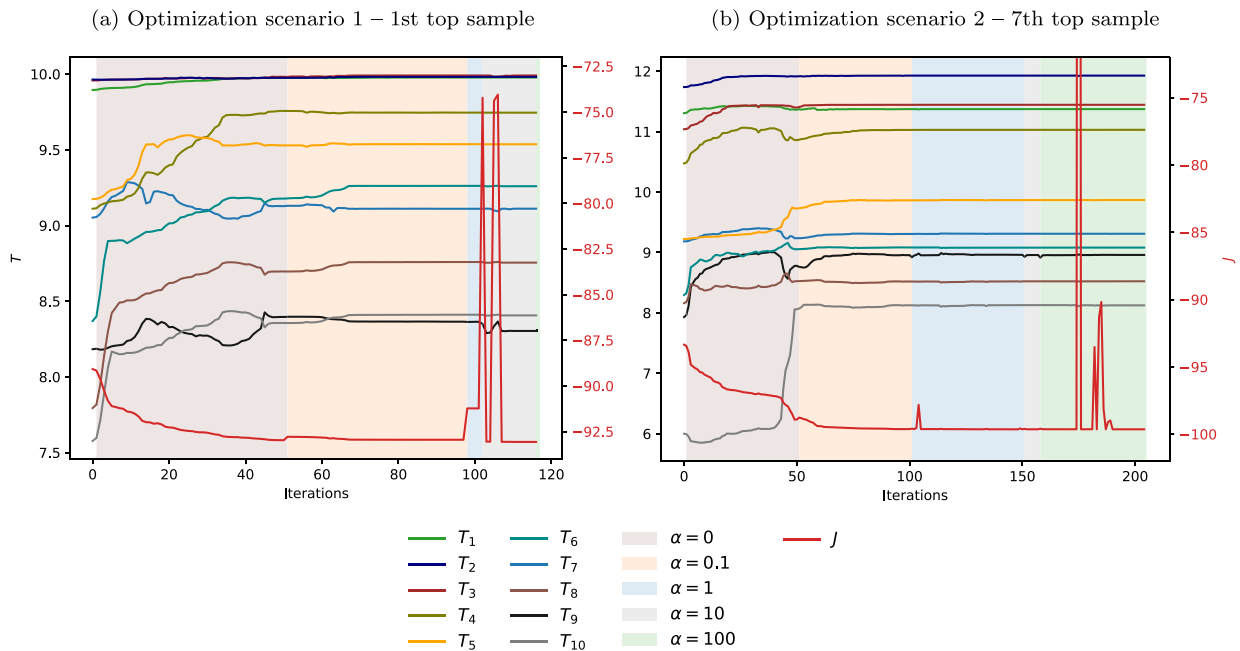 (a) Optimization scenario 1 – 1st top sample
(b) Optimization scenario 2 – 7th top sample
10.0
9.5
9.0
8.5
8.0
7.5
T
0
20
40
60
80
100
120
Iterations
−72.5
−75.0
−77.5
−80.0
−82.5
−85.0
−87.5
−90.0
−92.5
12
11
10
9
8
7
6
0
50
100
150
200
Iterations
−75
−80
−85
−90
−95
−100
J
T₁
T₂
T₃
T₄
T₅
T₆
T₇
T₈
T₉
T₁₀
α = 0
α = 0.1
α = 1
α = 10
α = 100
J